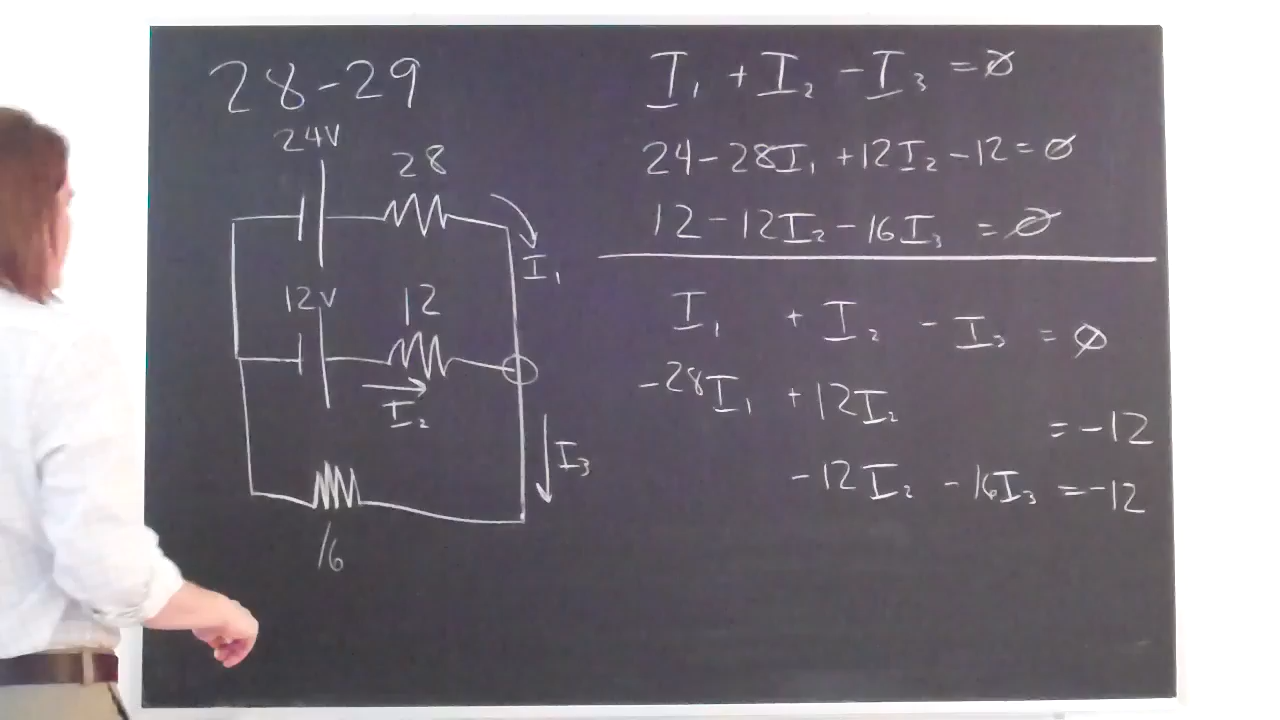 28-29
24V
28
I₁
12V
12
I₂
I₃
16
I₁ + I₂ - I₃ = ∅
24 - 28I₁ + 12I₂ - 12 = ∅
12 - 12I₂ - 16I₃ = ∅
I₁ + I₂ - I₃ = ∅
-28I₁ + 12I₂ = -12
-12I₂ - 16I₃ = -12